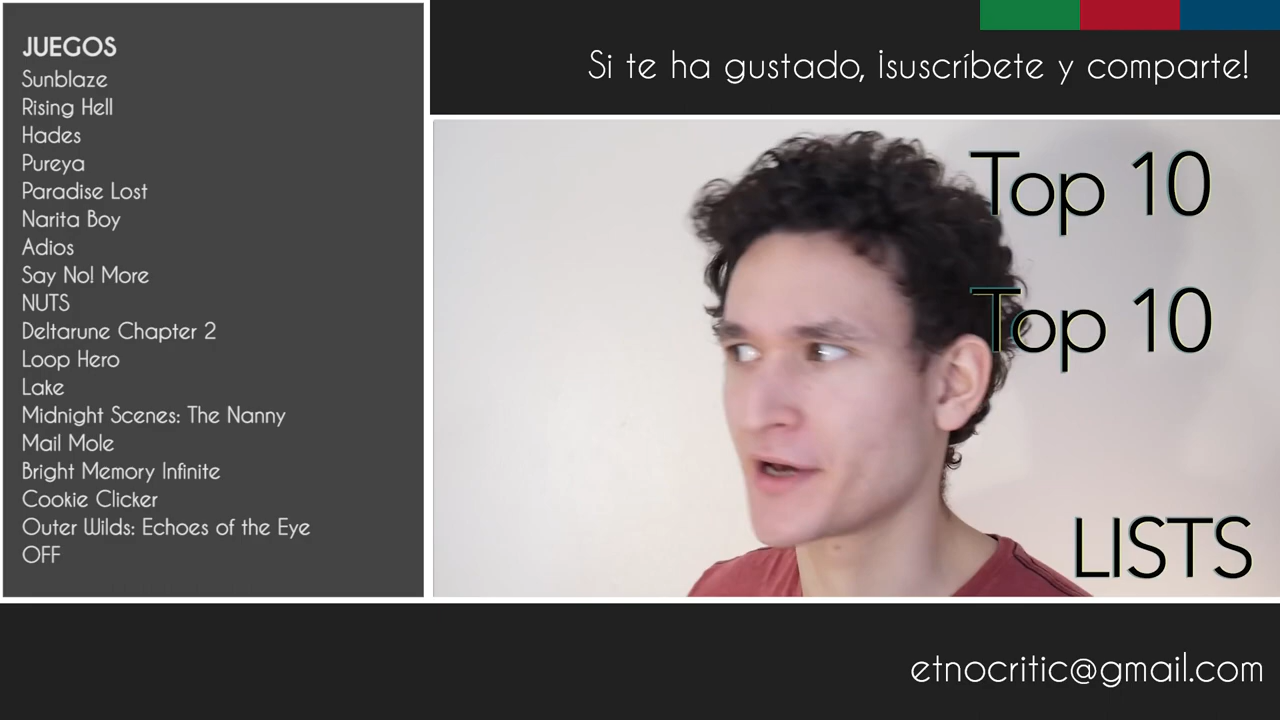 JUEGOS
Sunblaze
Rising Hell
Hades
Pureya
Paradise Lost
Narita Boy
Adios
Say No! More
NUTS
Deltarune Chapter 2
Loop Hero
Lake
Midnight Scenes: The Nanny
Mail Mole
Bright Memory Infinite
Cookie Clicker
Outer Wilds: Echoes of the Eye
OFF
Si te ha gustado, ¡suscríbete y comparte!
Top 10
Top 10
LISTS
etnocritic@gmail.com